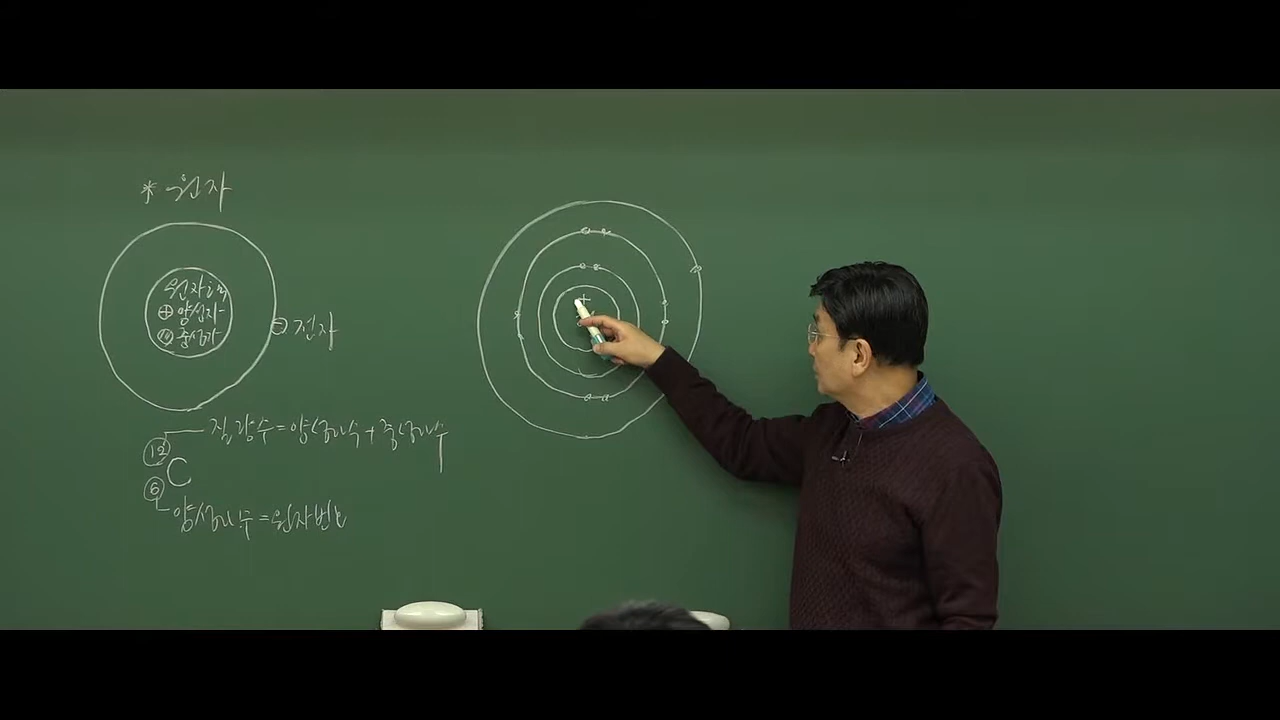 * 원자
원자핵
⊕ 양성자
Ⓝ 중성자
⊖ 전자
질량수 = 양성자수 + 중성자수
12
C
6
양성자수 = 원자번호
+